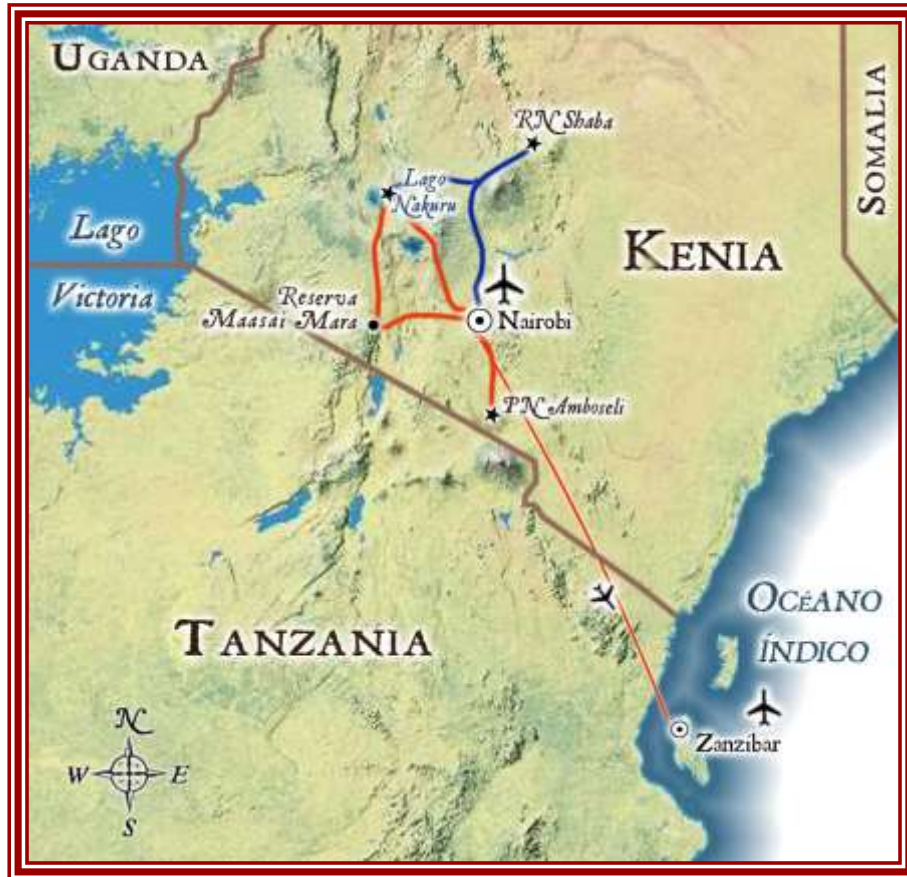 UGANDA
KENIA
SOMALIA
RN Shaba
Lago
Nakuru
Lago
Victoria
Reserva
Maasai Mara
Nairobi
PN Amboseli
TANZANIA
OCÉANO
ÍNDICO
Zanzibar
N
W
E
S